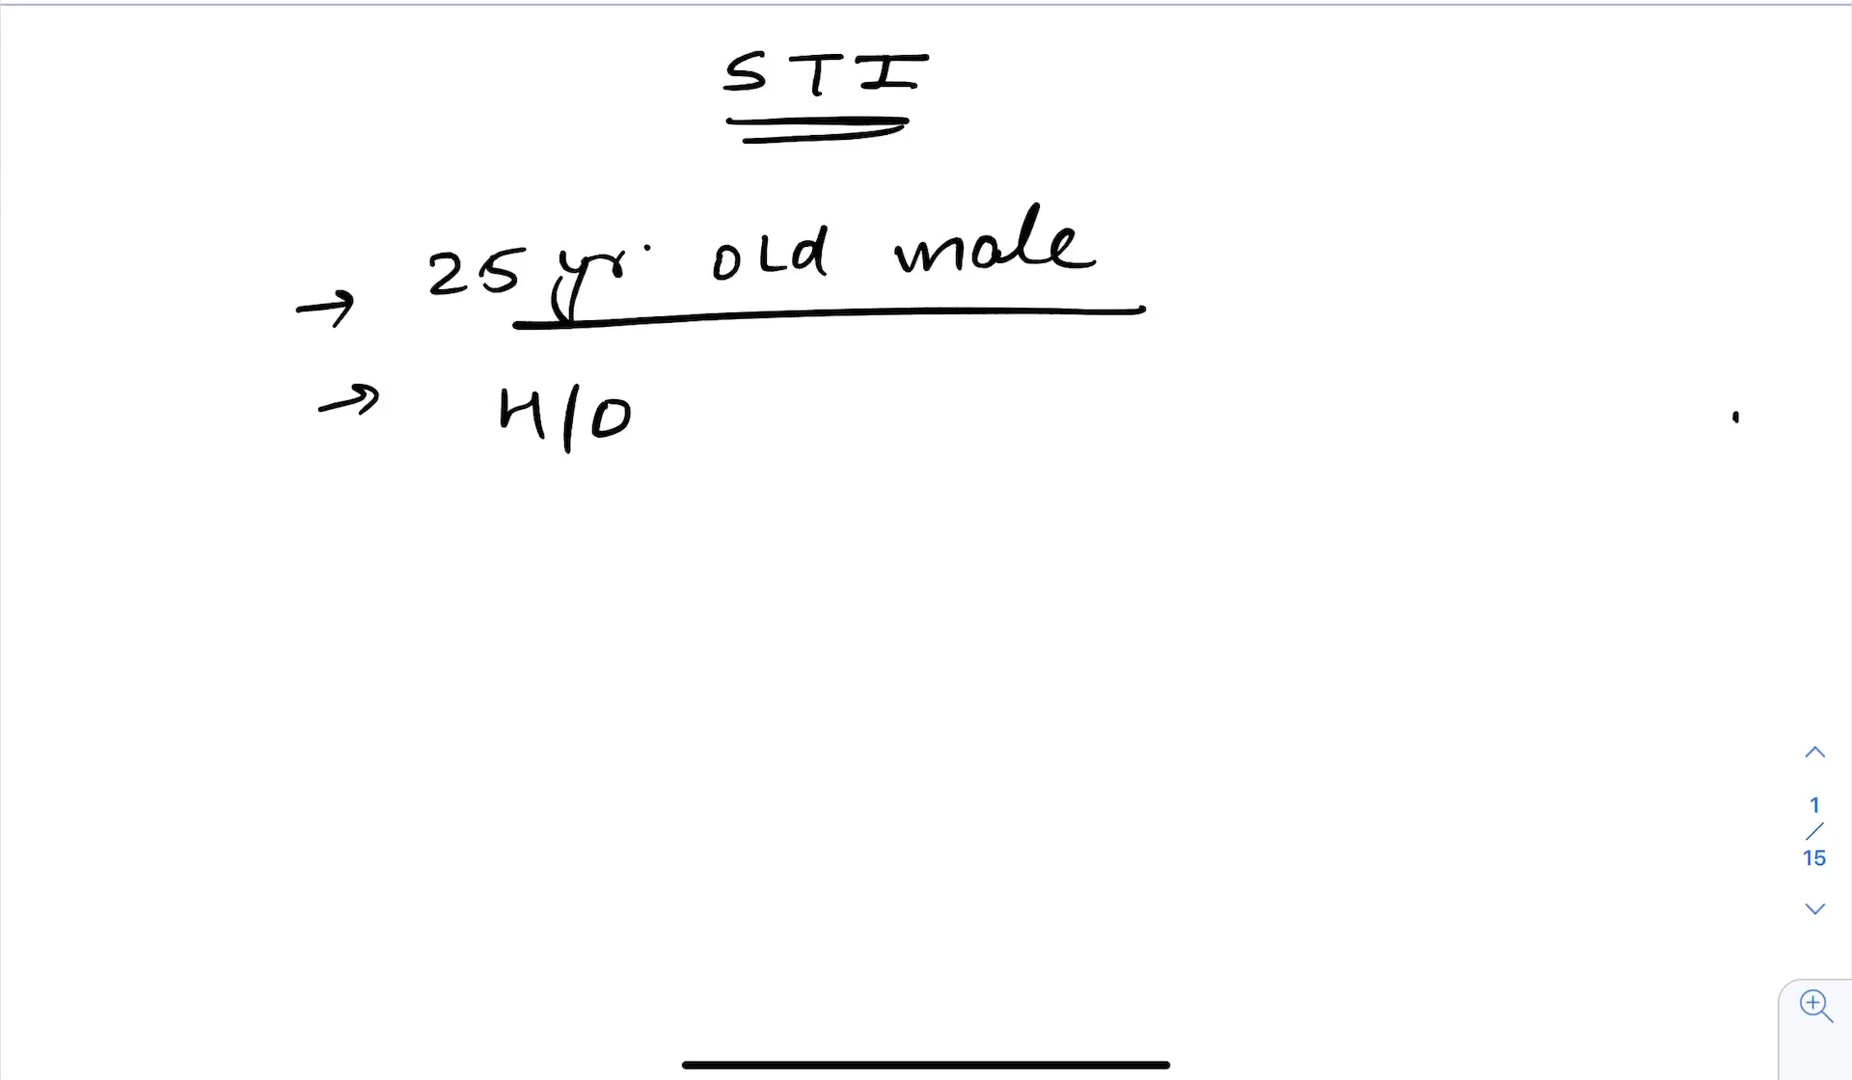 STI
→ 25 yr. old male
→ H/O
1
/
15